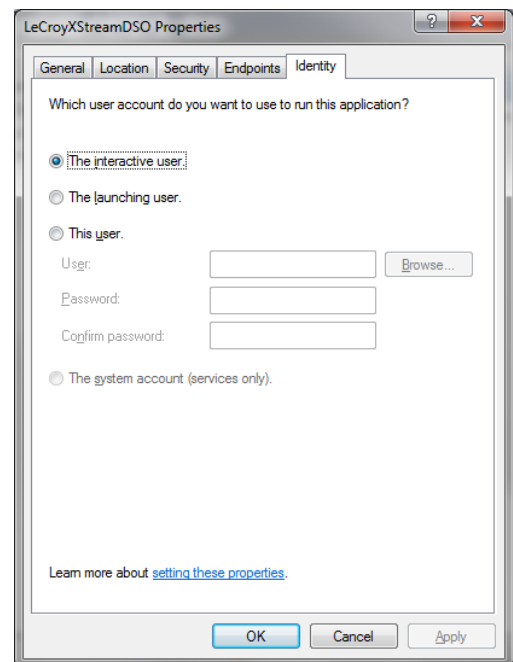 LeCroyXStreamDSO Properties
General Location Security Endpoints Identity
Which user account do you want to use to run this application?
The interactive user.
The launching user.
This user.
User: Browse...
Password:
Confirm password:
The system account (services only).
Learn more about setting these properties.
OK Cancel Apply